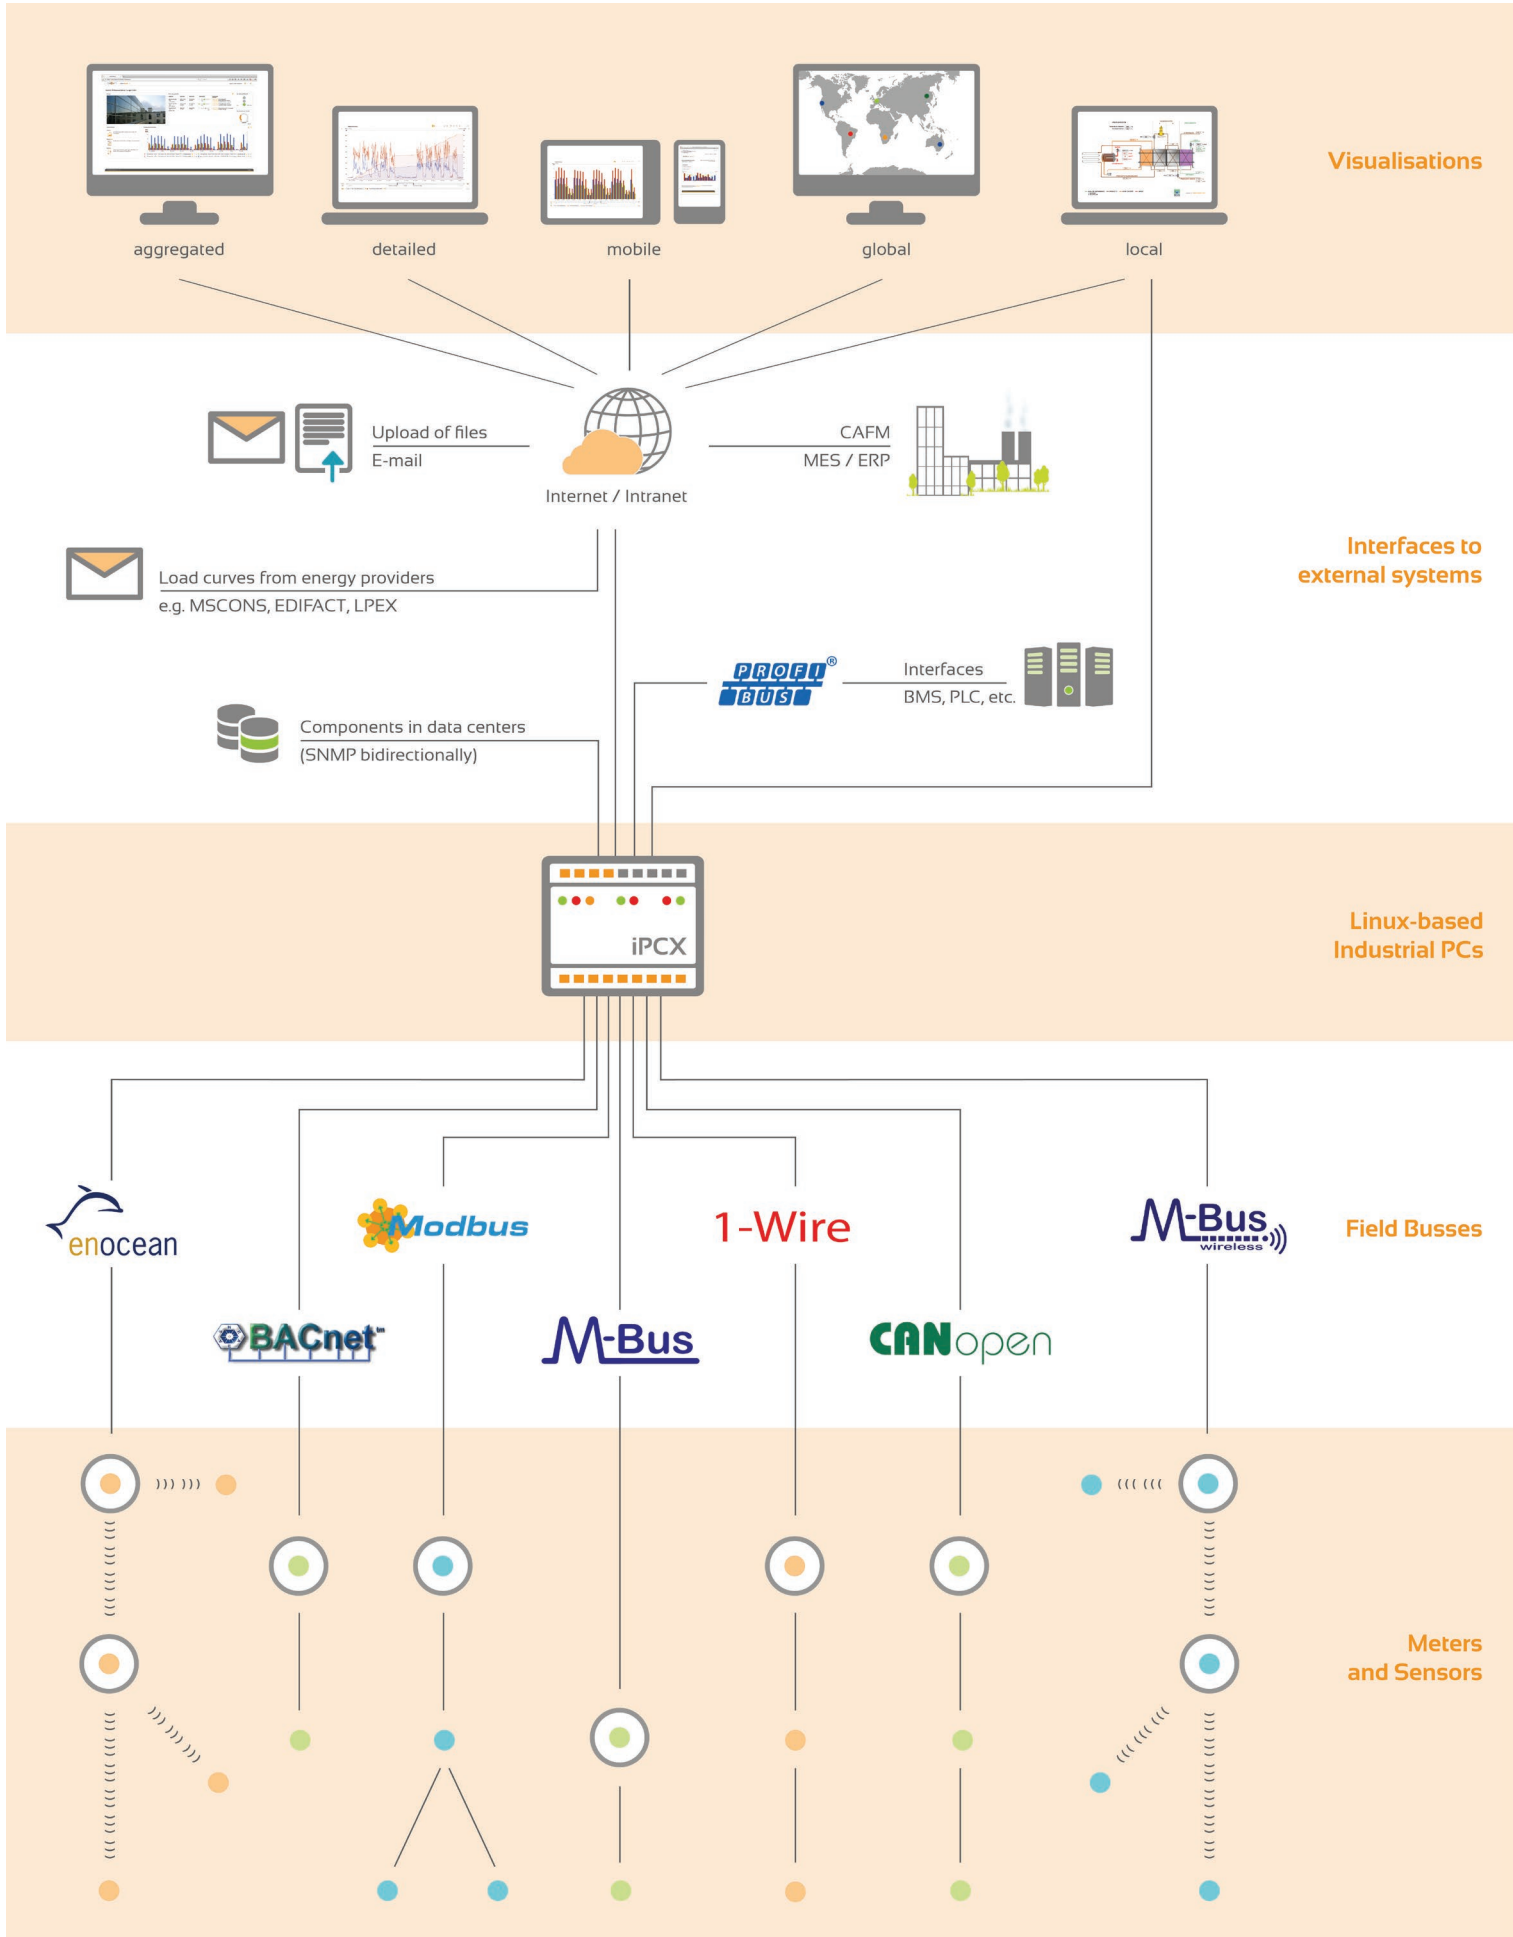 Visualisations
aggregated
detailed
mobile
global
local
Upload of files
E-mail
CAFM
MES / ERP
Internet / Intranet
Interfaces to
external systems
Load curves from energy providers
e.g. MSCONS, EDIFACT, LPEX
PROFI®
BUS
Interfaces
BMS, PLC, etc.
Components in data centers
(SNMP bidirectionally)
iPCX
Linux-based
Industrial PCs
enocean
Modbus
1-Wire
M-Bus
wireless
Field Busses
BACnet™
M-Bus
CANopen
Meters
and Sensors